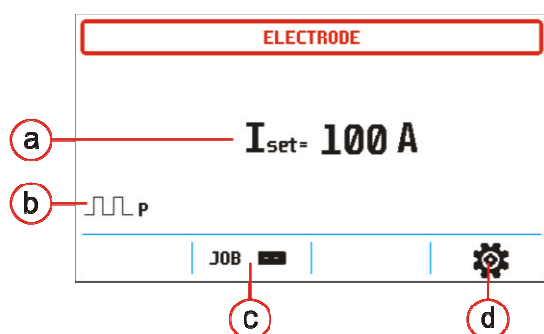 ELECTRODE
a
Iset= 100 A
b
P
JOB --
c
d